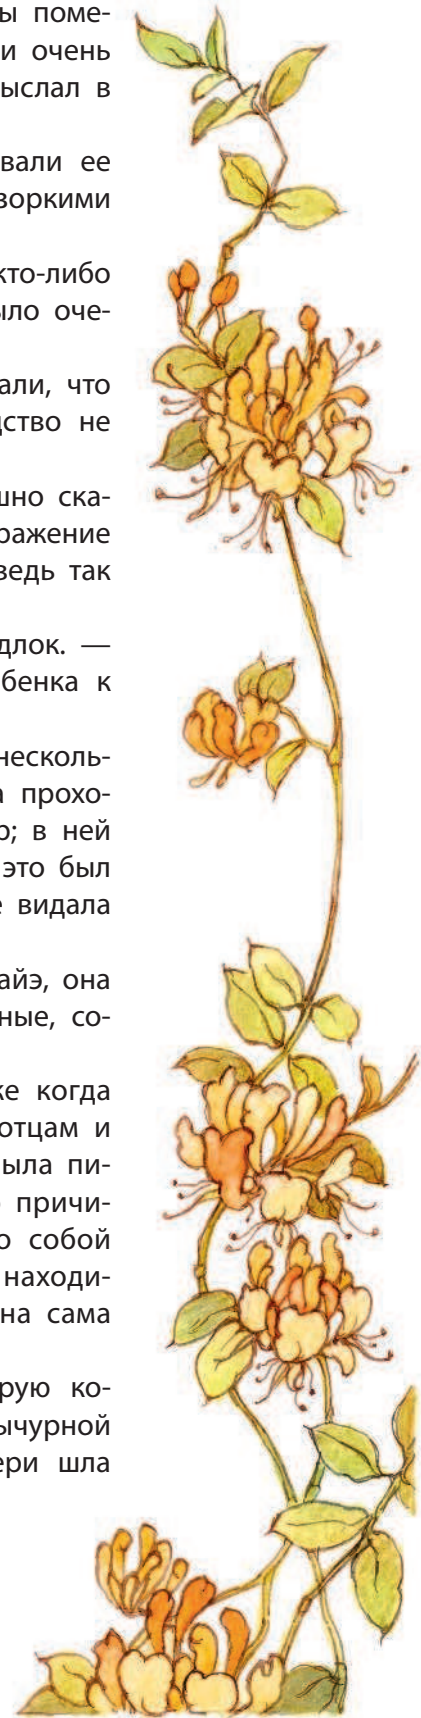 ы поме-
и очень
ыслал в
вали ее
зоркими
кто-либо
ыло оче-
али, что
дство не
шно ска-
ражение
ведь так
длок. —
бенка к
несколь-
а прохо-
р; в ней
это был
е видала
айэ, она
ные, со-
же когда
отцам и
ыла пи-
причи-
о собой
находи-
на сама
рую ко-
ычурной
ери шла